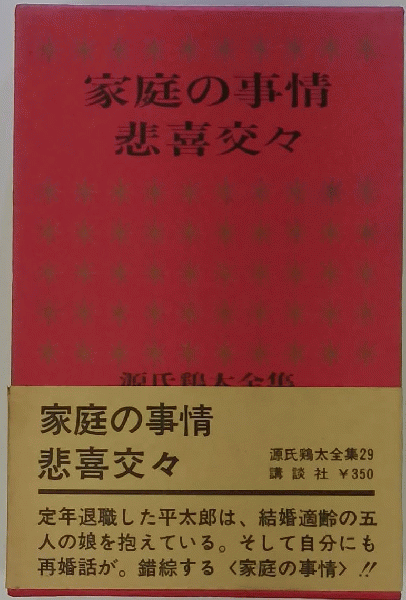 家庭の事情
悲喜交々
源氏鶏太全集
家庭の事情
悲喜交々
源氏鶏太全集29
講談社 ¥350
定年退職した平太郎は、結婚適齢の五
人の娘を抱えている。そして自分にも
再婚話が。錯綜する〈家庭の事情〉!!